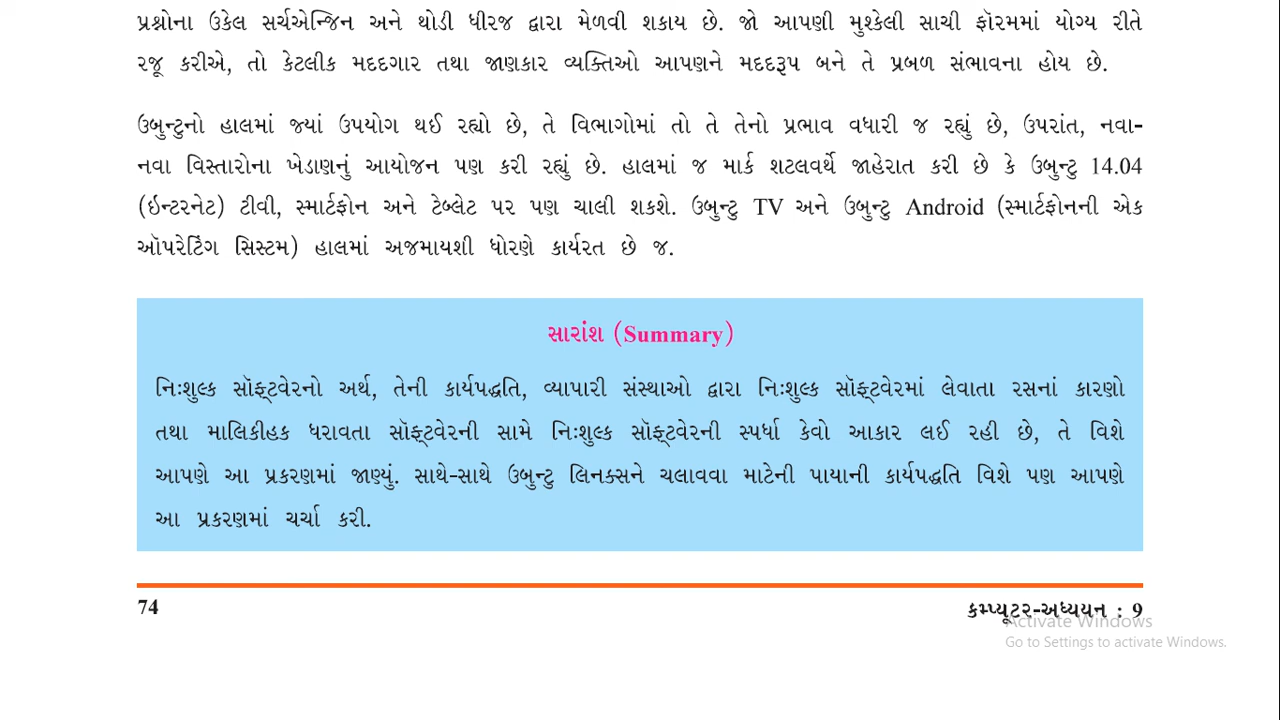 પ્રશ્નોના ઉકેલ સર્ચએન્જિન અને થોડી ધીરજ દ્વારા મેળવી શકાય છે. જો આપણી મુશ્કેલી સાચી ફૉરમમાં યોગ્ય રીતે
રજૂ કરીએ, તો કેટલીક મદદગાર તથા જાણકાર વ્યક્તિઓ આપણને મદદરૂપ બને તે પ્રબળ સંભાવના હોય છે.
ઉબુન્ટુનો હાલમાં જ્યાં ઉપયોગ થઈ રહ્યો છે, તે વિભાગોમાં તો તે તેનો પ્રભાવ વધારી જ રહ્યું છે, ઉપરાંત, નવા-
નવા વિસ્તારોના ખેડાણનું આયોજન પણ કરી રહ્યું છે. હાલમાં જ માર્ક શટલવર્થે જાહેરાત કરી છે કે ઉબુન્ટુ 14.04
(ઇન્ટરનેટ) ટીવી, સ્માર્ટફોન અને ટેબ્લેટ પર પણ ચાલી શકશે. ઉબુન્ટુ TV અને ઉબુન્ટુ Android (સ્માર્ટફોનની એક
ઑપરેટિંગ સિસ્ટમ) હાલમાં અજમાયશી ધોરણે કાર્યરત છે જ.
સારાંશ (Summary)
નિઃશુલ્ક સૉફ્ટવેરનો અર્થ, તેની કાર્યપદ્ધતિ, વ્યાપારી સંસ્થાઓ દ્વારા નિઃશુલ્ક સૉફ્ટવેરમાં લેવાતા રસનાં કારણો
તથા માલિકીહક ધરાવતા સૉફ્ટવેરની સામે નિઃશુલ્ક સૉફ્ટવેરની સ્પર્ધા કેવો આકાર લઈ રહી છે, તે વિશે
આપણે આ પ્રકરણમાં જાણ્યું. સાથે-સાથે ઉબુન્ટુ લિનક્સને ચલાવવા માટેની પાયાની કાર્યપદ્ધતિ વિશે પણ આપણે
આ પ્રકરણમાં ચર્ચા કરી.
74 કમ્પ્યૂટર-અધ્યયન : 9
Activate Windows
Go to Settings to activate Windows.